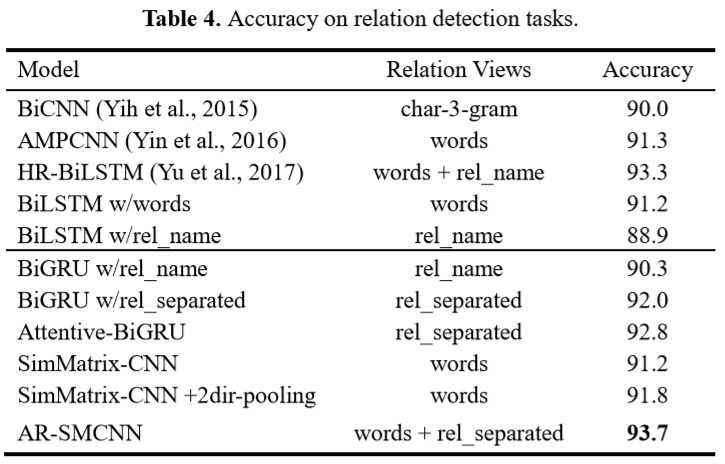 Table 4. Accuracy on relation detection tasks.
Model Relation Views Accuracy
BiCNN (Yih et al., 2015) char-3-gram 90.0
AMPCNN (Yin et al., 2016) words 91.3
HR-BiLSTM (Yu et al., 2017) words + rel_name 93.3
BiLSTM w/words words 91.2
BiLSTM w/rel_name rel_name 88.9
BiGRU w/rel_name rel_name 90.3
BiGRU w/rel_separated rel_separated 92.0
Attentive-BiGRU rel_separated 92.8
SimMatrix-CNN words 91.2
SimMatrix-CNN +2dir-pooling words 91.8
AR-SMCNN words + rel_separated 93.7